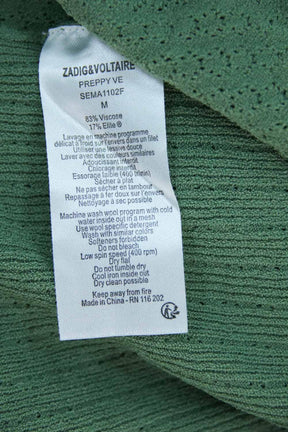 ZADIG&VOLTAIRE
PREPPY VE
SEMA1102F
M
83% Viscose
17% Elite ®
Lavage en machine programme
délicat à froid sur l'envers dans un filet
Utiliser une lessive douce
Laver avec des couleurs similaires
Adoucissant interdit
Chlorage interdit
Essorage faible (400 tr/min)
Sécher à plat
Ne pas sécher en tambour
Repassage à fer doux sur l'envers
Nettoyage à sec possible
Machine wash wool program with cold
water inside out in a mesh
Use wool specific detergent
Wash with similar colors
Softeners forbidden
Do not bleach
Low spin speed (400 rpm)
Dry flat
Do not tumble dry
Cool iron inside out
Dry clean possible
Keep away from fire
Made in China - RN 116 202